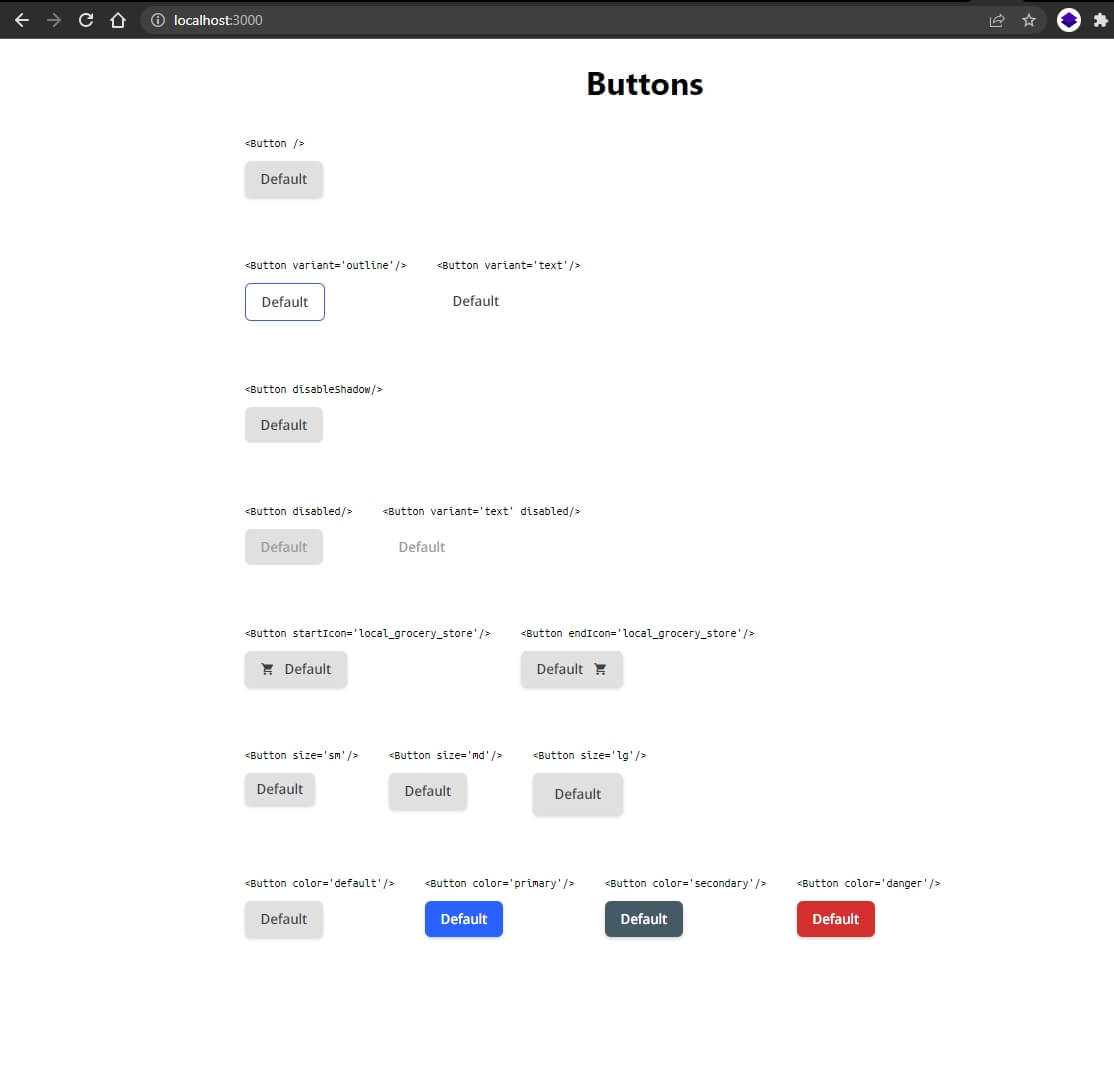 localhost:3000
Buttons
<Button />
Default
<Button variant='outline'/> <Button variant='text'/>
Default Default
<Button disableShadow/>
Default
<Button disabled/> <Button variant='text' disabled/>
Default Default
<Button startIcon='local_grocery_store'/> <Button endIcon='local_grocery_store'/>
Default Default
<Button size='sm'/> <Button size='md'/> <Button size='lg'/>
Default Default Default
<Button color='default'/> <Button color='primary'/> <Button color='secondary'/> <Button color='danger'/>
Default Default Default Default